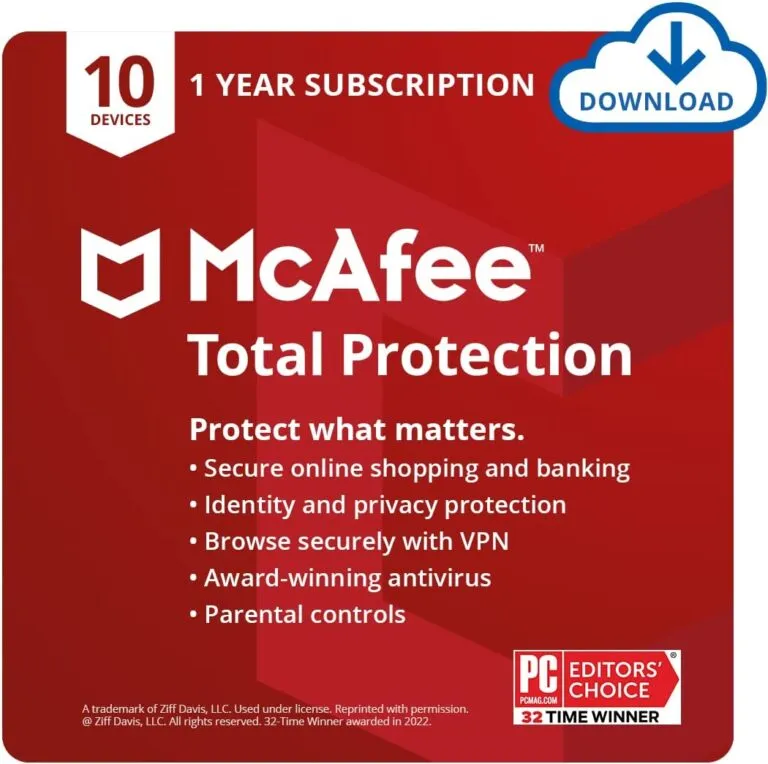 10
DEVICES
1 YEAR SUBSCRIPTION
DOWNLOAD
McAfee™
Total Protection
Protect what matters.
• Secure online shopping and banking
• Identity and privacy protection
• Browse securely with VPN
• Award-winning antivirus
• Parental controls
PC
PCMAG.COM
EDITORS'
CHOICE
®
32 TIME WINNER
A trademark of Ziff Davis, LLC. Used under license. Reprinted with permission.
@ Ziff Davis, LLC. All rights reserved. 32-Time Winner awarded in 2022.